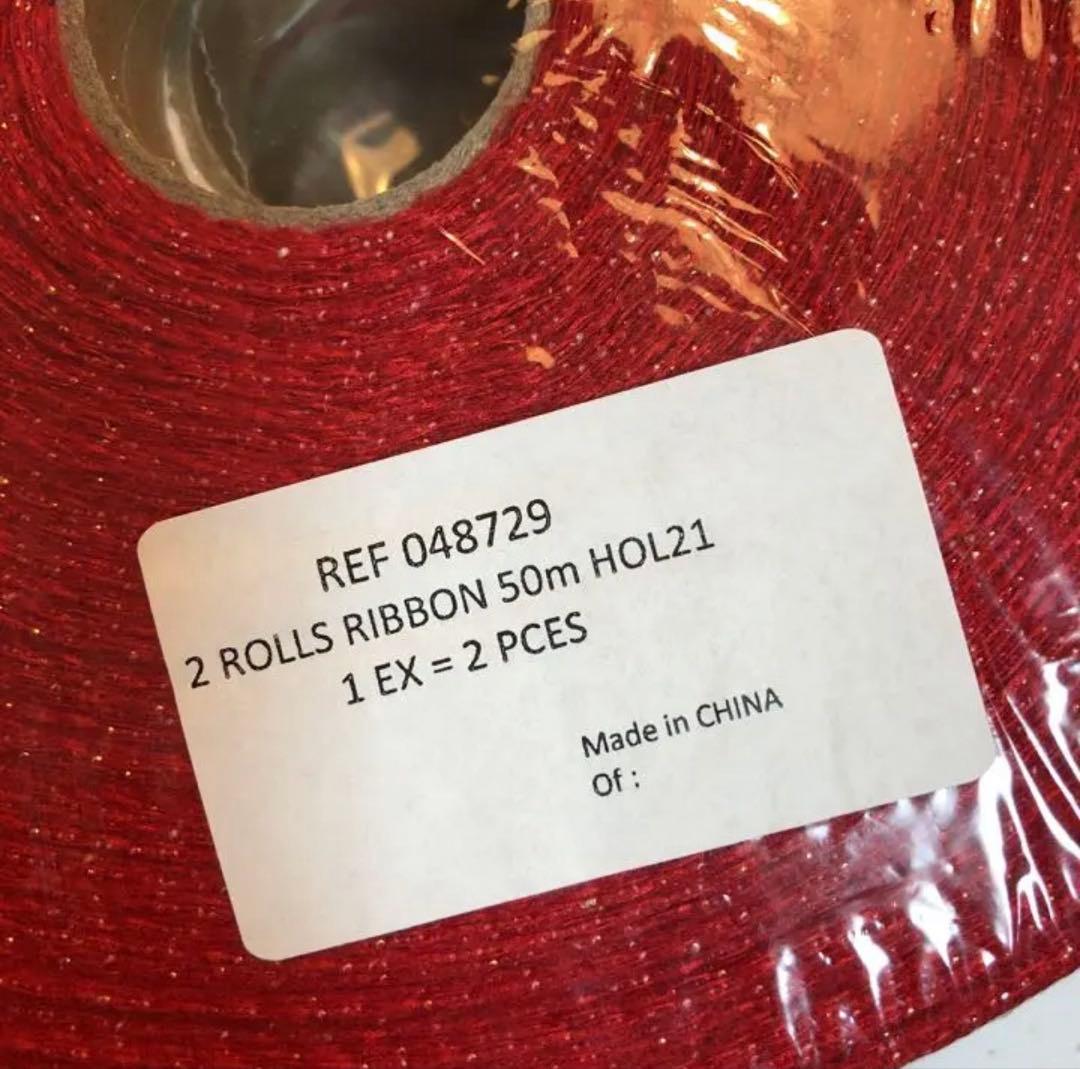 REF 048729
2 ROLLS RIBBON 50m HOL21
1 EX = 2 PCES
Made in CHINA
Of :